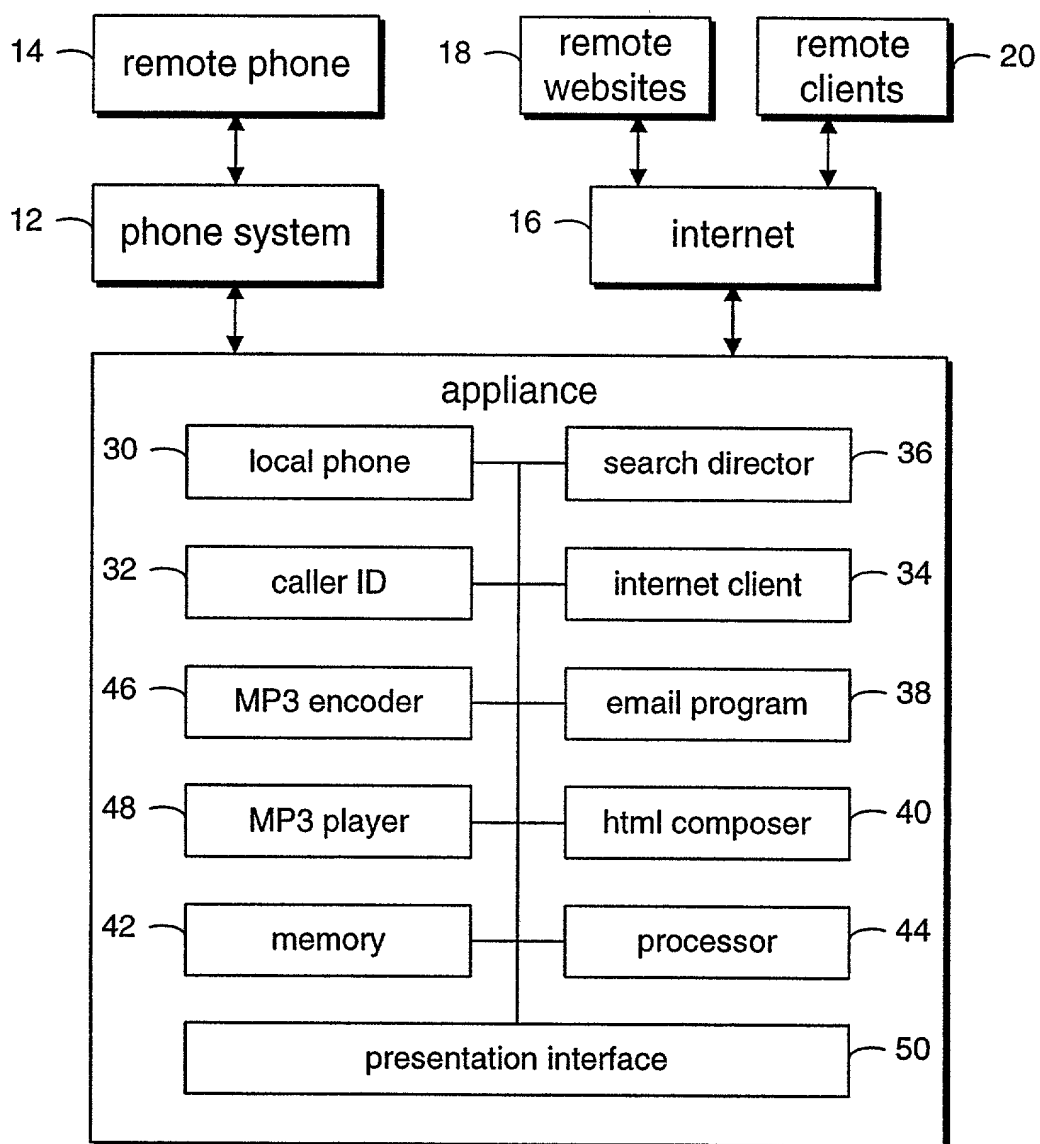 14 remote phone
18 remote
websites
remote
clients 20
12 phone system
16 internet
appliance
30 local phone
search director 36
32 caller ID
internet client 34
46 MP3 encoder
email program 38
48 MP3 player
html composer 40
42 memory
processor 44
presentation interface 50